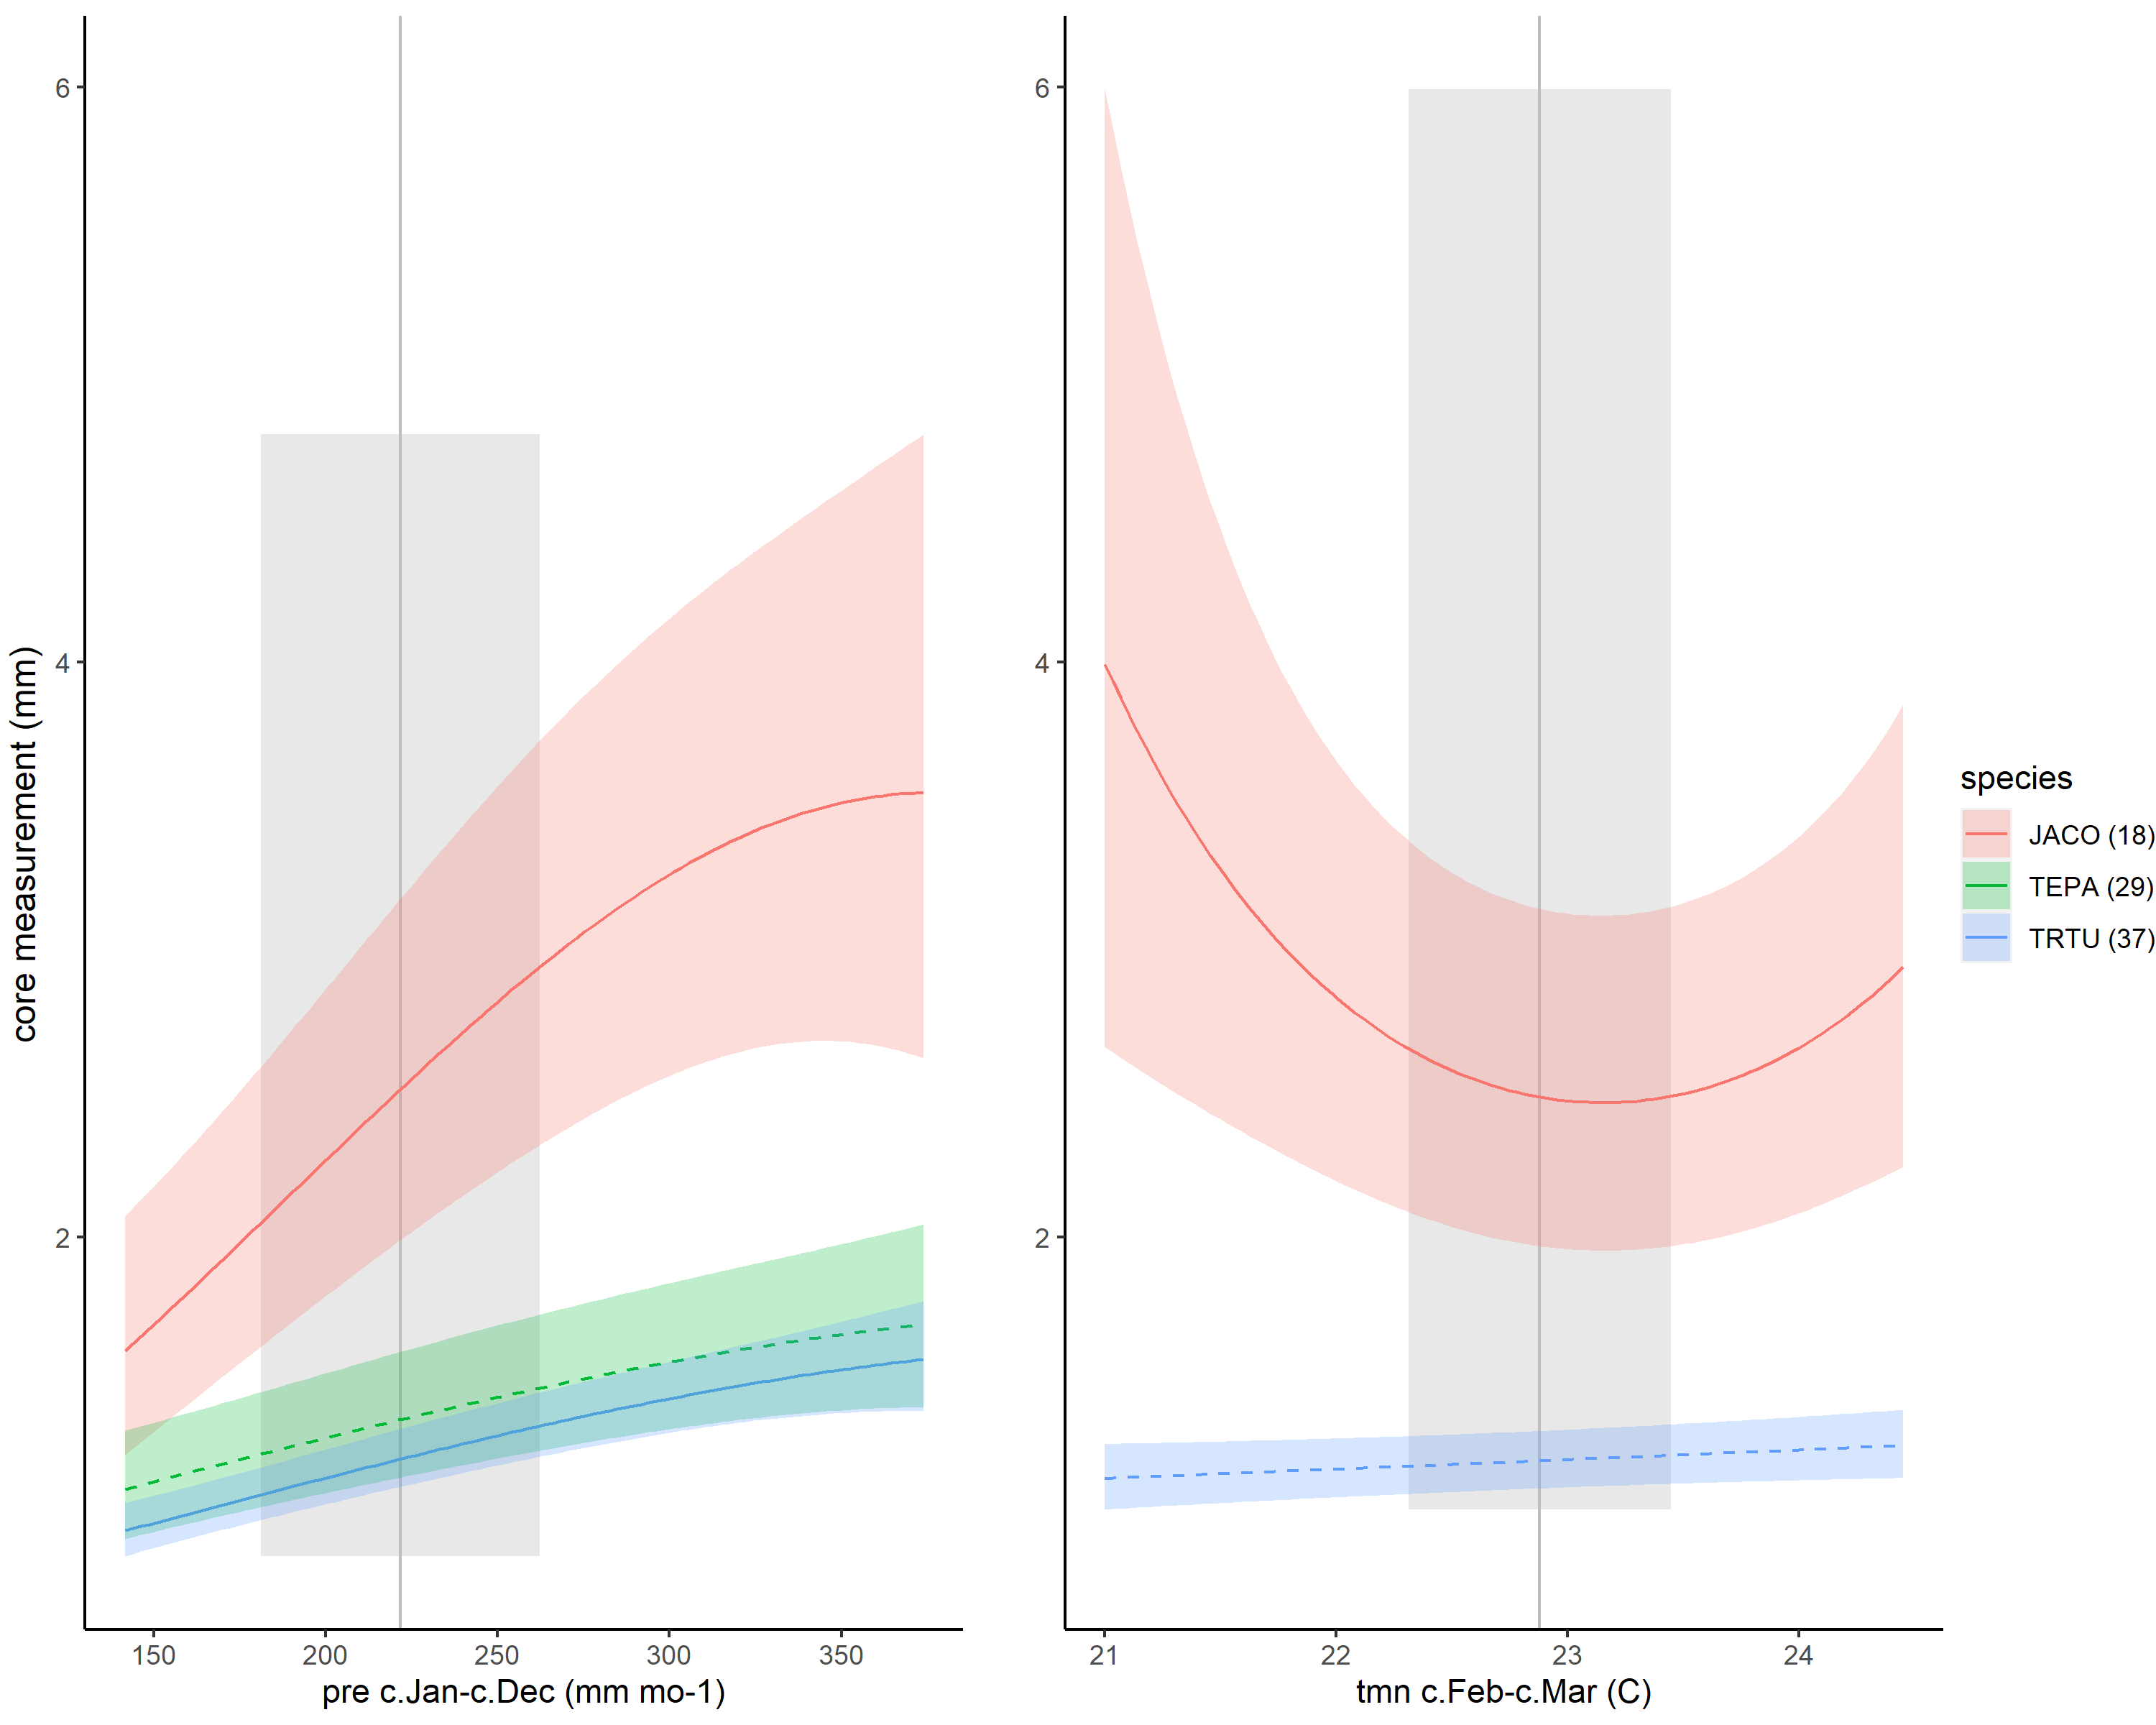 core measurement (mm)
6
4
2
150 200 250 300 350
pre c.Jan-c.Dec (mm mo-1)
6
4
2
21 22 23 24
tmn c.Feb-c.Mar (C)
species
JACO (18)
TEPA (29)
TRTU (37)